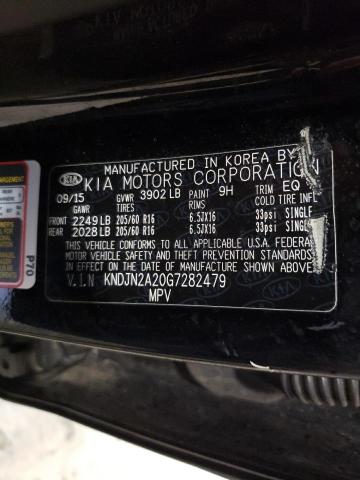 MANUFACTURED IN KOREA BY
KIA KIA MOTORS CORPORATION
09/15 GVWR 3902 LB PAINT 9H TRIM EQ
GAWR TIRES RIMS COLD TIRE INFL
FRONT 2249 LB 205/60 R16 6.5JX16 33psi SINGLE
REAR 2028 LB 205/60 R16 6.5JX16 33psi SINGLE
THIS VEHICLE CONFORMS TO ALL APPLICABLE U.S.A. FEDERAL
MOTOR VEHICLE SAFETY AND THEFT PREVENTION
STANDARDS IN EFFECT ON THE DATE OF MANUFACTURE SHOWN ABOVE
V.I.N KNDJN2A20G7282479
MPV
P70